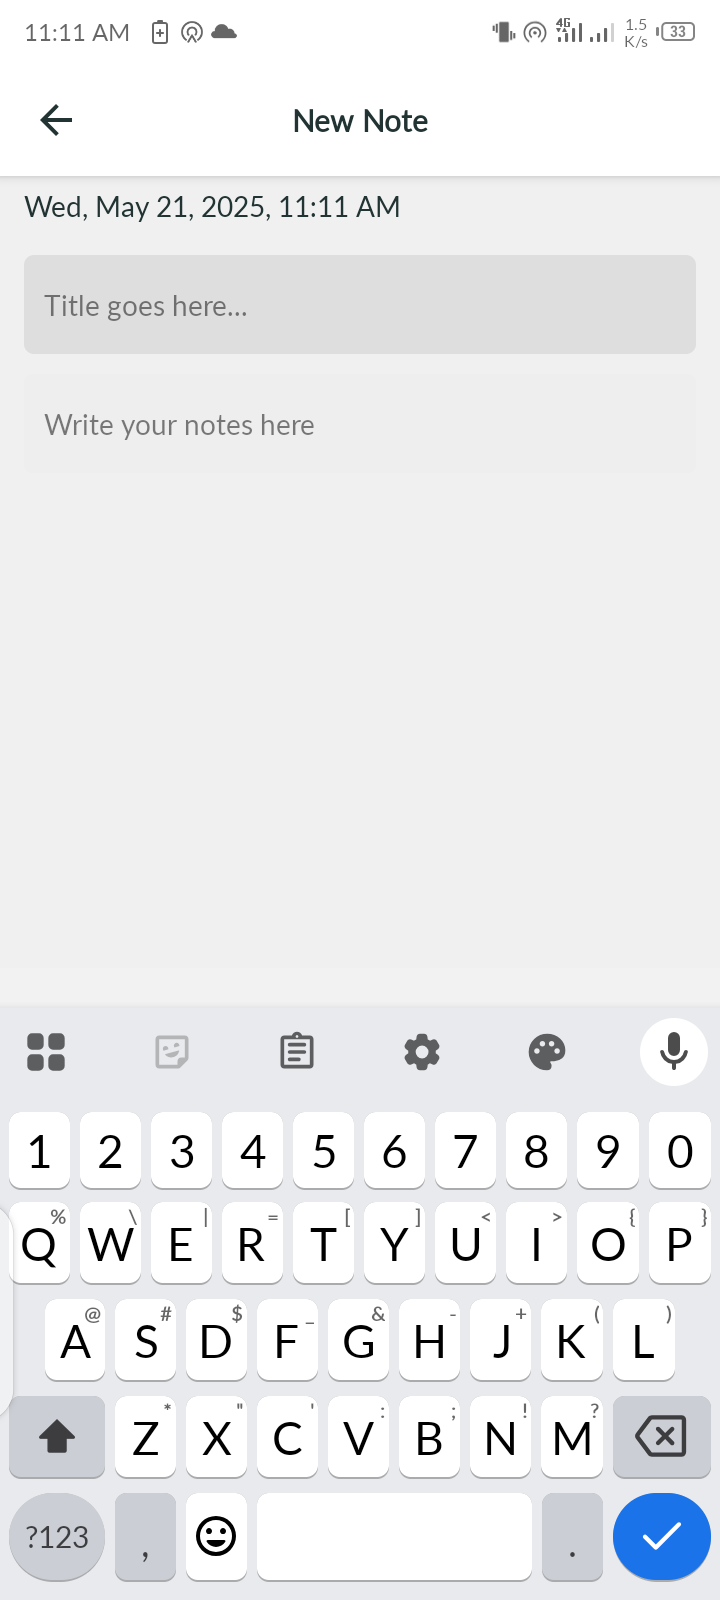 11:11 AM 4G 1.5 K/s 33
New Note
Wed, May 21, 2025, 11:11 AM
Title goes here...
Write your notes here
1 2 3 4 5 6 7 8 9 0
% \ | = [ ] < > { }
Q W E R T Y U I O P
@ # $ _ & - + ( )
A S D F G H J K L
* " ' : ; ! ?
Z X C V B N M
?123 , .